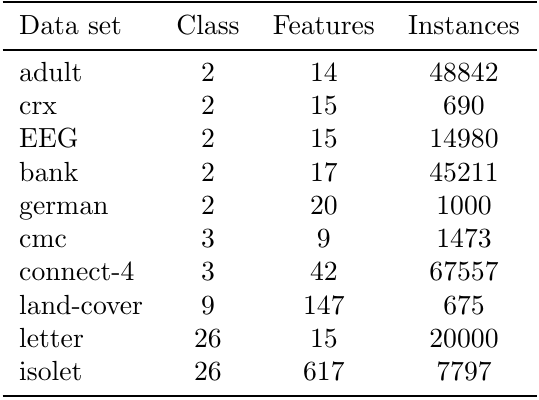 Data set Class Features Instances
adult 2 14 48842
crx 2 15 690
EEG 2 15 14980
bank 2 17 45211
german 2 20 1000
cmc 3 9 1473
connect-4 3 42 67557
land-cover 9 147 675
letter 26 15 20000
isolet 26 617 7797